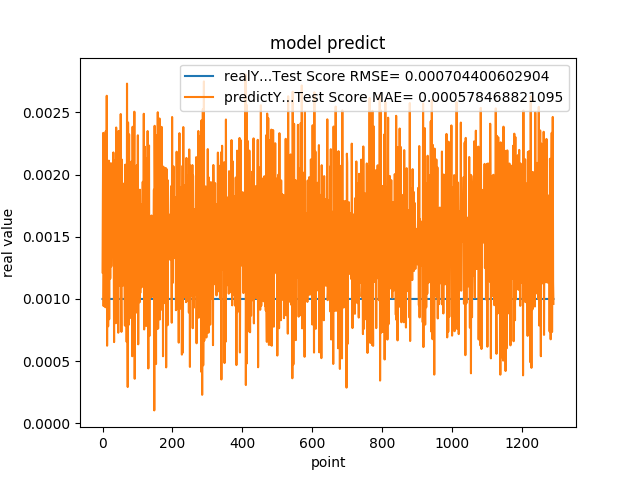 model predict
realY...Test Score RMSE= 0.000704400602904
predictY...Test Score MAE= 0.000578468821095
0.0025
0.0020
0.0015
0.0010
0.0005
0.0000
real value
0 200 400 600 800 1000 1200
point